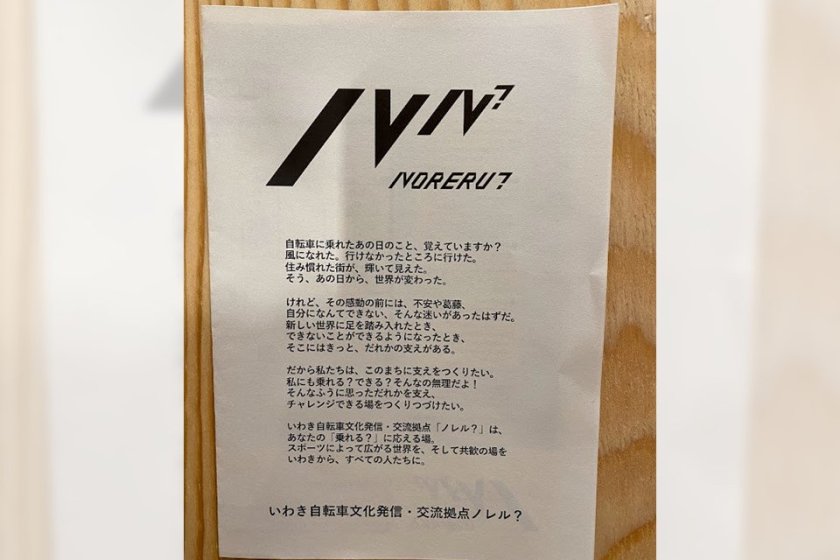 ノレル?
NORERU?
自転車に乗れたあの日のこと、覚えていますか?
風になれた。行けなかったところに行けた。
住み慣れた街が、輝いて見えた。
そう、あの日から、世界が変わった。
けれど、その感動の前には、不安や葛藤、
自分になんてできない、そんな迷いがあったはずだ。
新しい世界に足を踏み入れたとき、
できないことができるようになったとき、
そこにはきっと、だれかの支えがある。
だから私たちは、このまちに支えをつくりたい。
私にも乗れる?できる?そんなの無理だよ!
そんなふうに思っただれかを支え、
チャレンジできる場をつくりつづけたい。
いわき自転車文化発信・交流拠点「ノレル?」は、
あなたの「乗れる?」に応える場。
スポーツによって広がる世界を、そして共歓の場を
いわきから、すべての人たちに。
いわき自転車文化発信・交流拠点ノレル?